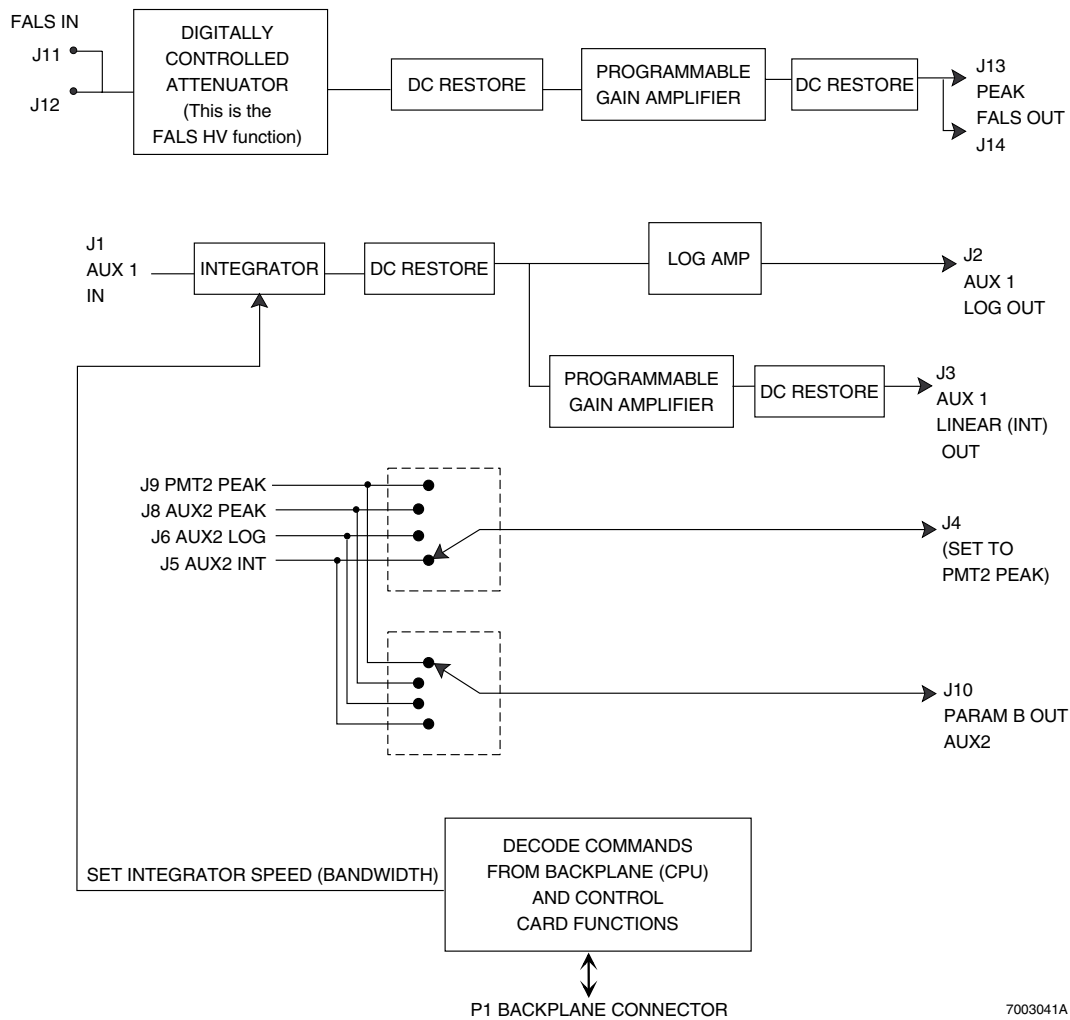 FALS IN
J11
J12
DIGITALLY
CONTROLLED
ATTENUATOR
(This is the
FALS HV function)
DC RESTORE
PROGRAMMABLE
GAIN AMPLIFIER
DC RESTORE
J13
PEAK
FALS OUT
J14
J1
AUX 1
IN
INTEGRATOR
DC RESTORE
LOG AMP
J2
AUX 1
LOG OUT
PROGRAMMABLE
GAIN AMPLIFIER
DC RESTORE
J3
AUX 1
LINEAR (INT)
OUT
J9 PMT2 PEAK
J8 AUX2 PEAK
J6 AUX2 LOG
J5 AUX2 INT
J4
(SET TO
PMT2 PEAK)
J10
PARAM B OUT
AUX2
SET INTEGRATOR SPEED (BANDWIDTH)
DECODE COMMANDS
FROM BACKPLANE (CPU)
AND CONTROL
CARD FUNCTIONS
P1 BACKPLANE CONNECTOR
7003041A